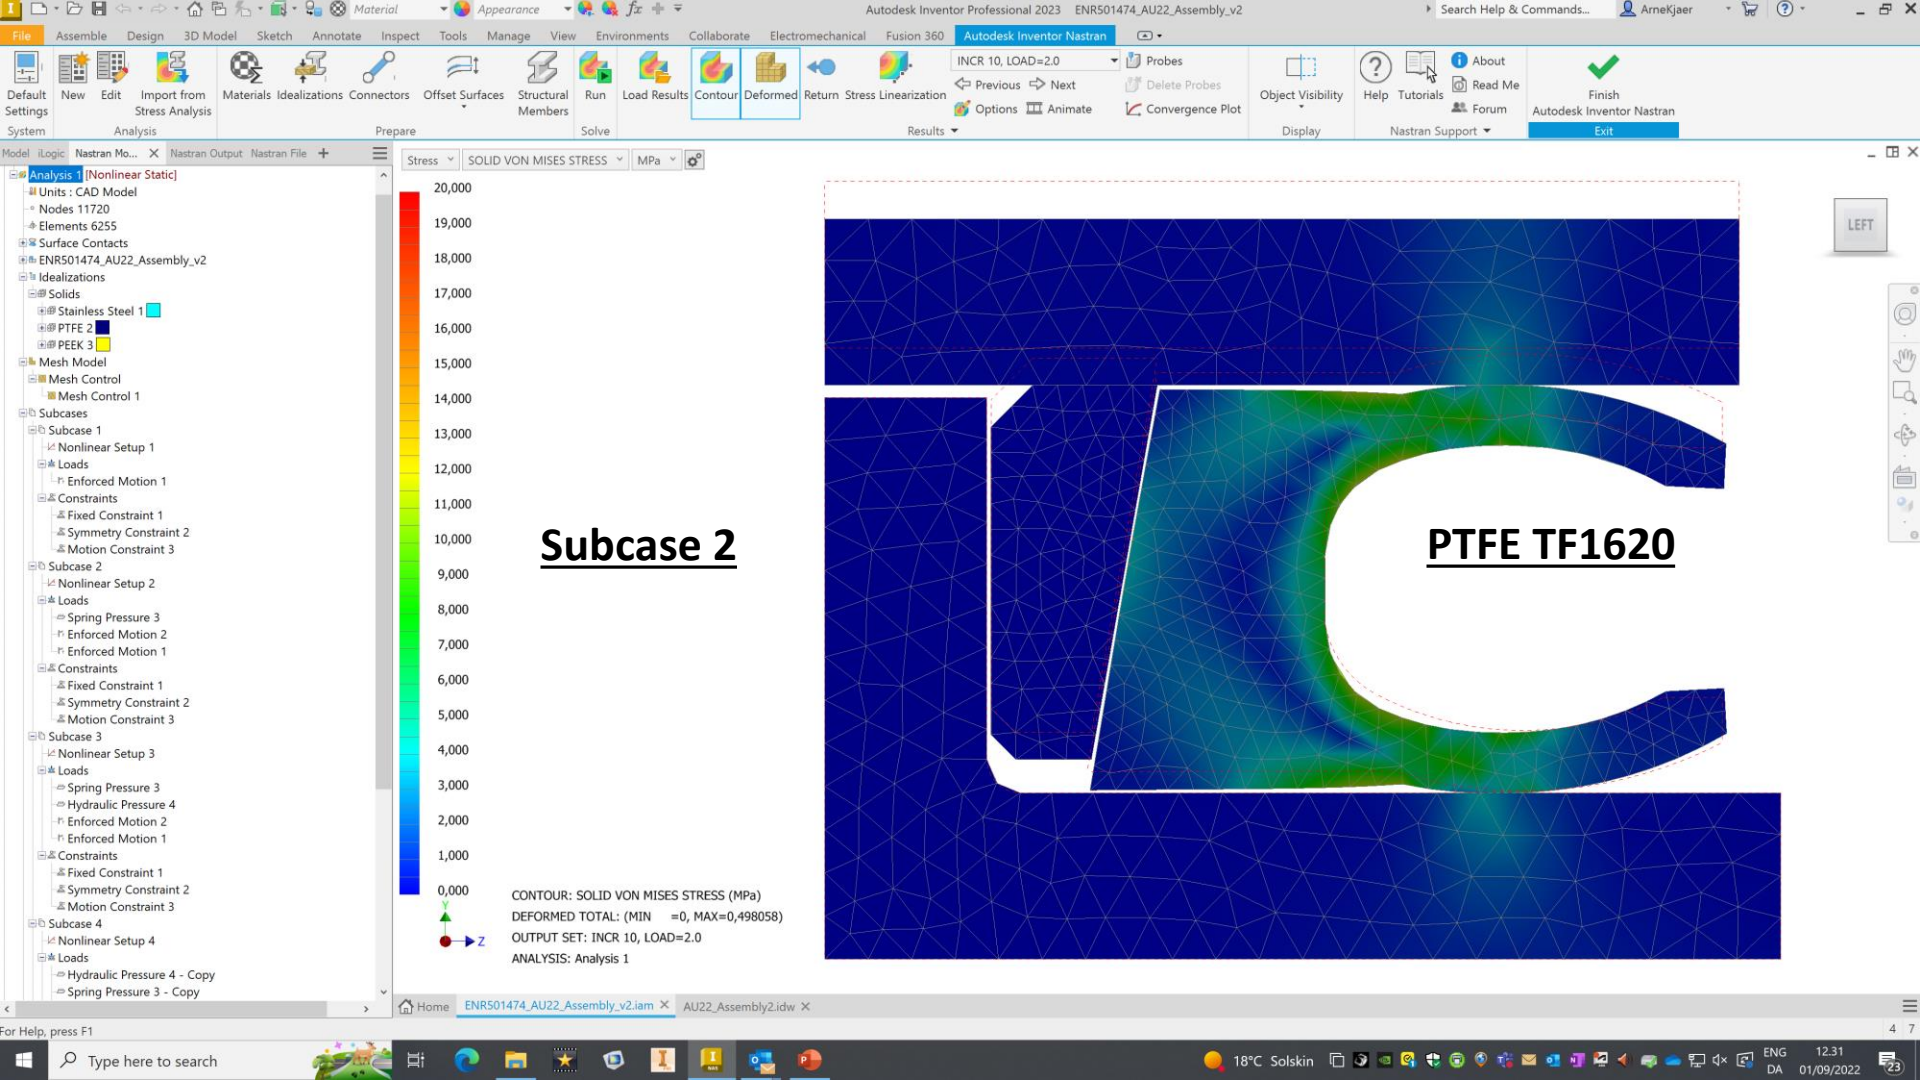 Material
Appearance
Autodesk Inventor Professional 2023 ENR501474_AU22_Assembly_v2
Search Help & Commands...
ArneKjaer
File Assemble Design 3D Model Sketch Annotate Inspect Tools Manage View Environments Collaborate Electromechanical Fusion 360 Autodesk Inventor Nastran
Default Settings
New
Edit
Import from Stress Analysis
Materials
Idealizations
Connectors
Offset Surfaces
Structural Members
Run
Load Results
Contour
Deformed
Return
Stress Linearization
INCR 10, LOAD=2.0
Previous
Next
Options
Animate
Probes
Delete Probes
Convergence Plot
Object Visibility
Help
Tutorials
About
Read Me
Forum
Finish
Autodesk Inventor Nastran
System
Analysis
Prepare
Solve
Results
Display
Nastran Support
Exit
Model iLogic Nastran Mo... Nastran Output Nastran File
Analysis 1 [Nonlinear Static]
Units : CAD Model
Nodes 11720
Elements 6255
Surface Contacts
ENR501474_AU22_Assembly_v2
Idealizations
Solids
Stainless Steel 1
PTFE 2
PEEK 3
Mesh Model
Mesh Control
Mesh Control 1
Subcases
Subcase 1
Nonlinear Setup 1
Loads
Enforced Motion 1
Constraints
Fixed Constraint 1
Symmetry Constraint 2
Motion Constraint 3
Subcase 2
Nonlinear Setup 2
Loads
Spring Pressure 3
Enforced Motion 2
Enforced Motion 1
Constraints
Fixed Constraint 1
Symmetry Constraint 2
Motion Constraint 3
Subcase 3
Nonlinear Setup 3
Loads
Spring Pressure 3
Hydraulic Pressure 4
Enforced Motion 2
Enforced Motion 1
Constraints
Fixed Constraint 1
Symmetry Constraint 2
Motion Constraint 3
Subcase 4
Nonlinear Setup 4
Loads
Hydraulic Pressure 4 - Copy
Spring Pressure 3 - Copy
Stress
SOLID VON MISES STRESS
MPa
20,000
19,000
18,000
17,000
16,000
15,000
14,000
13,000
12,000
11,000
10,000
9,000
8,000
7,000
6,000
5,000
4,000
3,000
2,000
1,000
0,000
Y
Z
Subcase 2
PTFE TF1620
LEFT
CONTOUR: SOLID VON MISES STRESS (MPa)
DEFORMED TOTAL: (MIN =0, MAX=0,498058)
OUTPUT SET: INCR 10, LOAD=2.0
ANALYSIS: Analysis 1
Home ENR501474_AU22_Assembly_v2.iam AU22_Assembly2.idw
For Help, press F1
4 7
Type here to search
18°C Solskin
ENG
DA
12.31
01/09/2022
23